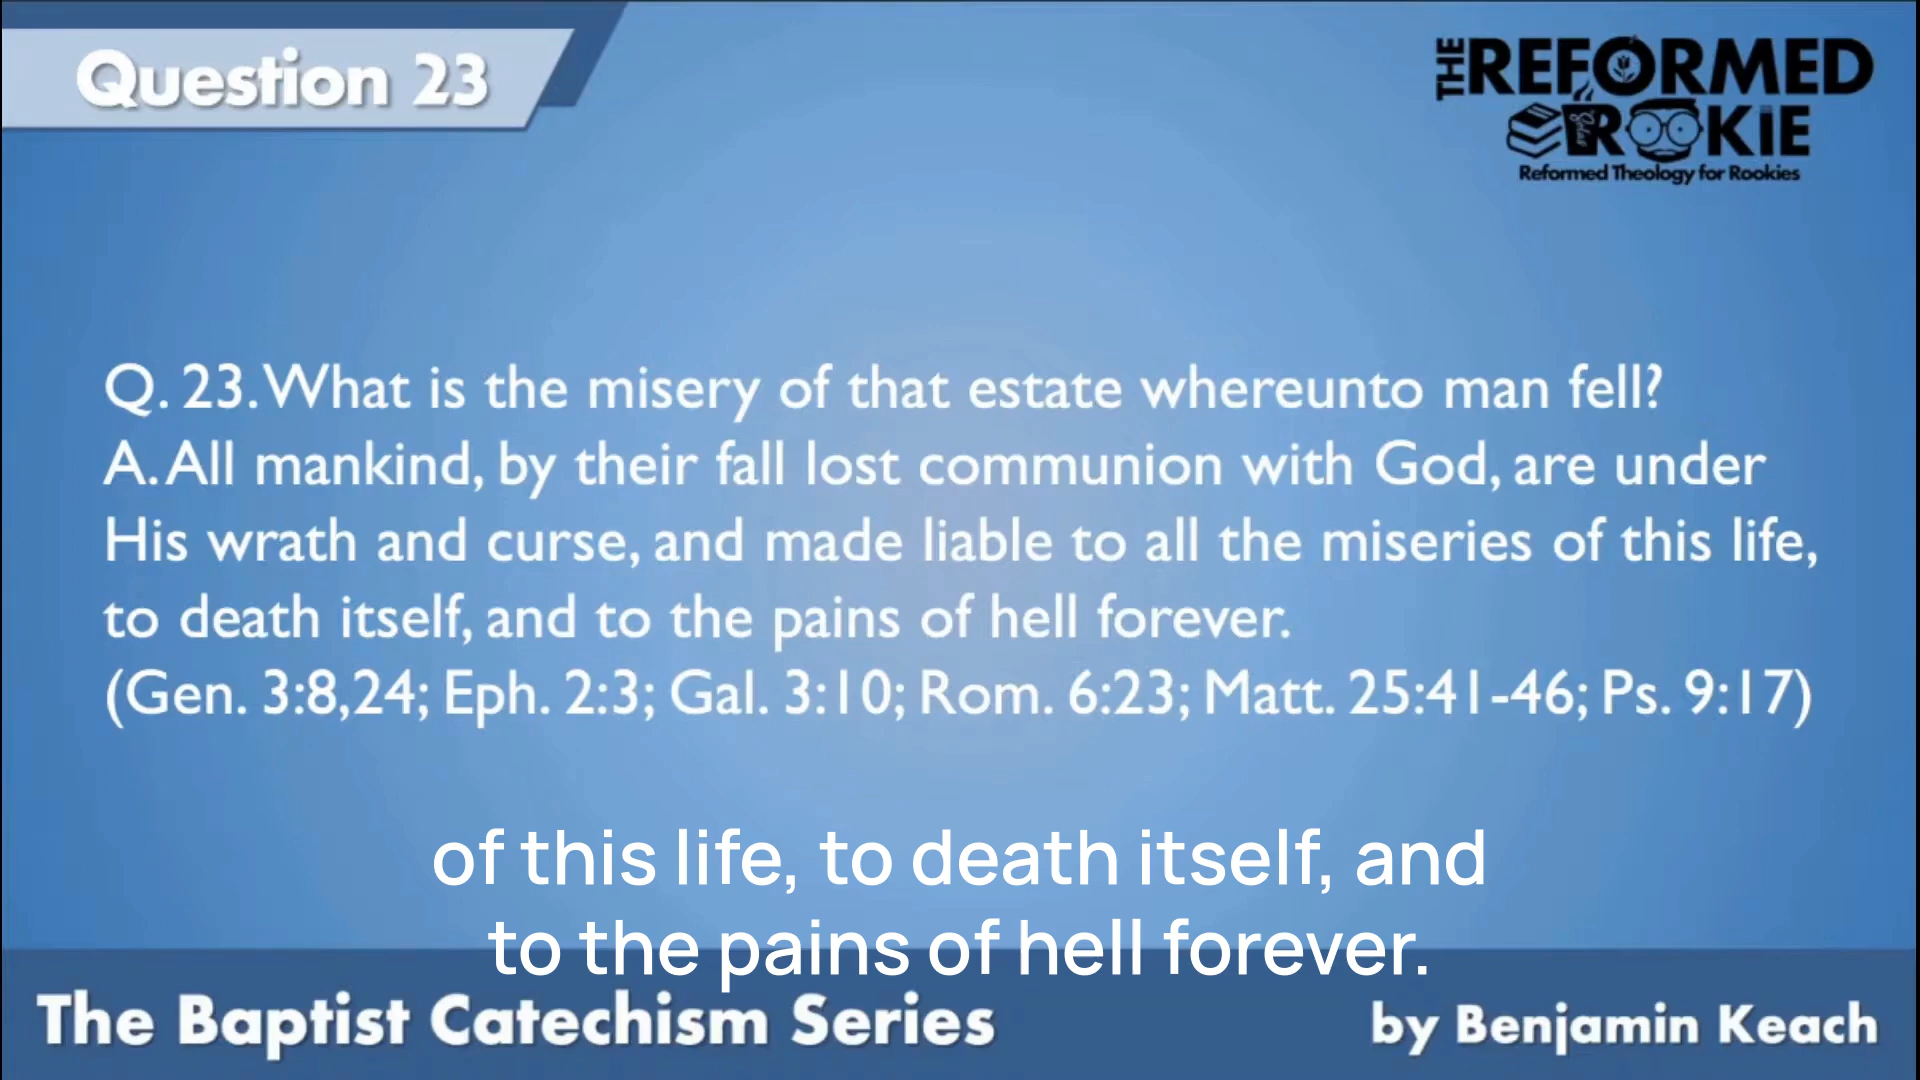 Question 23
THE REFORMED
ROOKIE
Reformed Theology for Rookies
Q. 23. What is the misery of that estate whereunto man fell?
A. All mankind, by their fall lost communion with God, are under
His wrath and curse, and made liable to all the miseries of this life,
to death itself, and to the pains of hell forever.
(Gen. 3:8,24; Eph. 2:3; Gal. 3:10; Rom. 6:23; Matt. 25:41-46; Ps. 9:17)
of this life, to death itself, and
to the pains of hell forever.
The Baptist Catechism Series
by Benjamin Keach